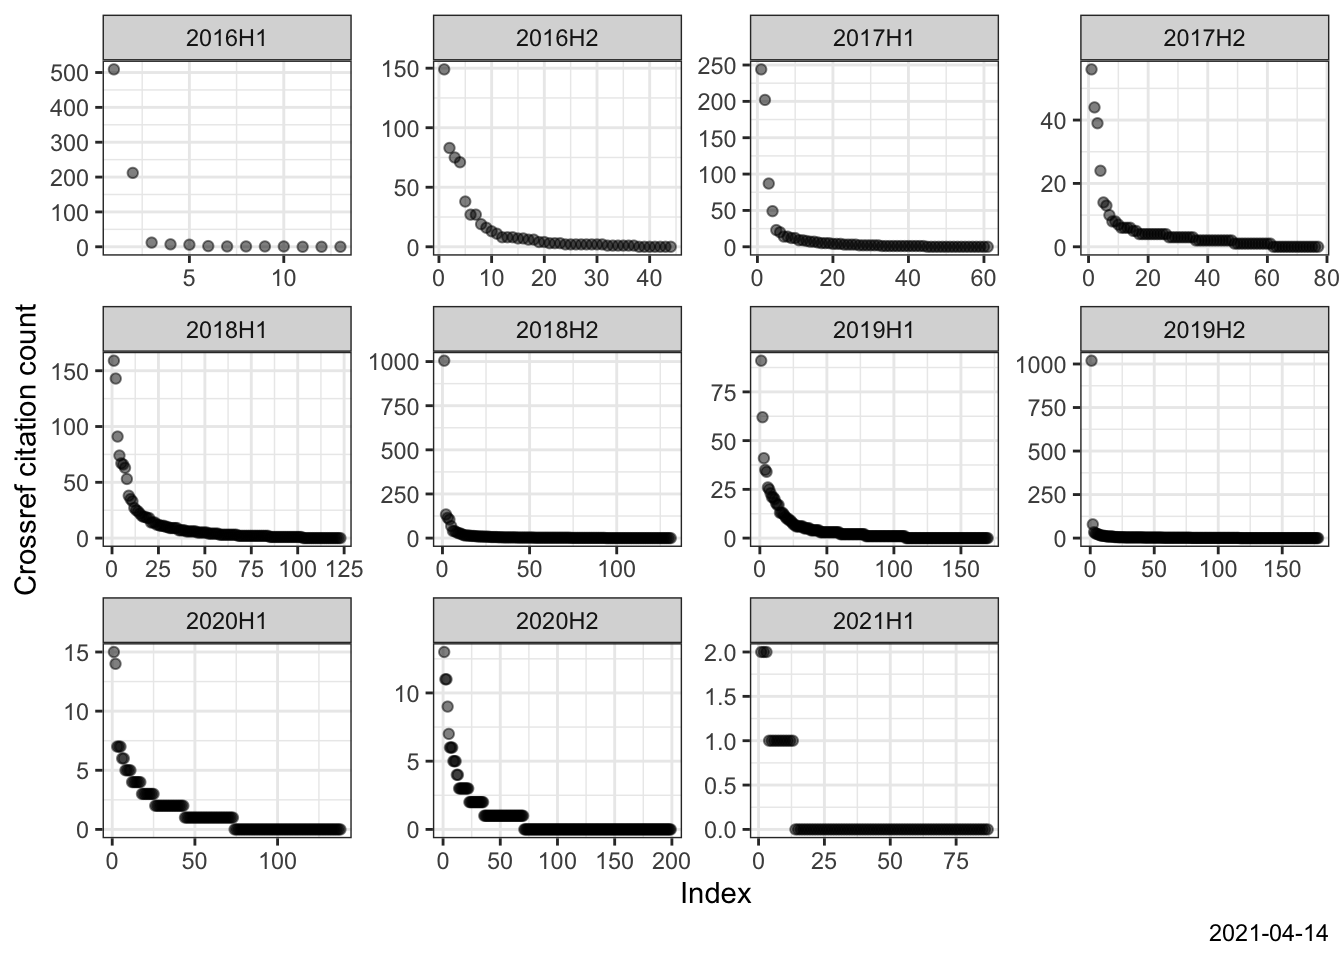 2016H1 2016H2 2017H1 2017H2
500 400 300 200 100 0
150 100 50 0
250 200 150 100 50 0
40 20 0
5 10
0 10 20 30 40
0 20 40 60
0 20 40 60 80
Crossref citation count
2018H1 2018H2 2019H1 2019H2
150 100 50 0
1000 750 500 250 0
75 50 25 0
1000 750 500 250 0
0 25 50 75 100 125
0 50 100
0 50 100 150
0 50 100 150
2020H1 2020H2 2021H1
15 10 5 0
10 5 0
2.0 1.5 1.0 0.5 0.0
0 50 100
0 50 100 150 200
0 25 50 75
Index
2021-04-14